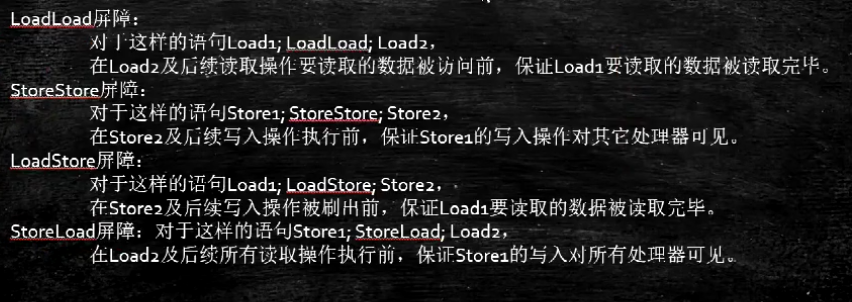 LoadLoad屏障：
对于这样的语句Load1; LoadLoad; Load2，
在Load2及后续读取操作要读取的数据被访问前，保证Load1要读取的数据被读取完毕。
StoreStore屏障：
对于这样的语句Store1; StoreStore; Store2，
在Store2及后续写入操作执行前，保证Store1的写入操作对其它处理器可见。
LoadStore屏障：
对于这样的语句Load1; LoadStore; Store2，
在Store2及后续写入操作被刷出前，保证Load1要读取的数据被读取完毕。
StoreLoad屏障：对于这样的语句Store1; StoreLoad; Load2，
在Load2及后续所有读取操作执行前，保证Store1的写入对所有处理器可见。